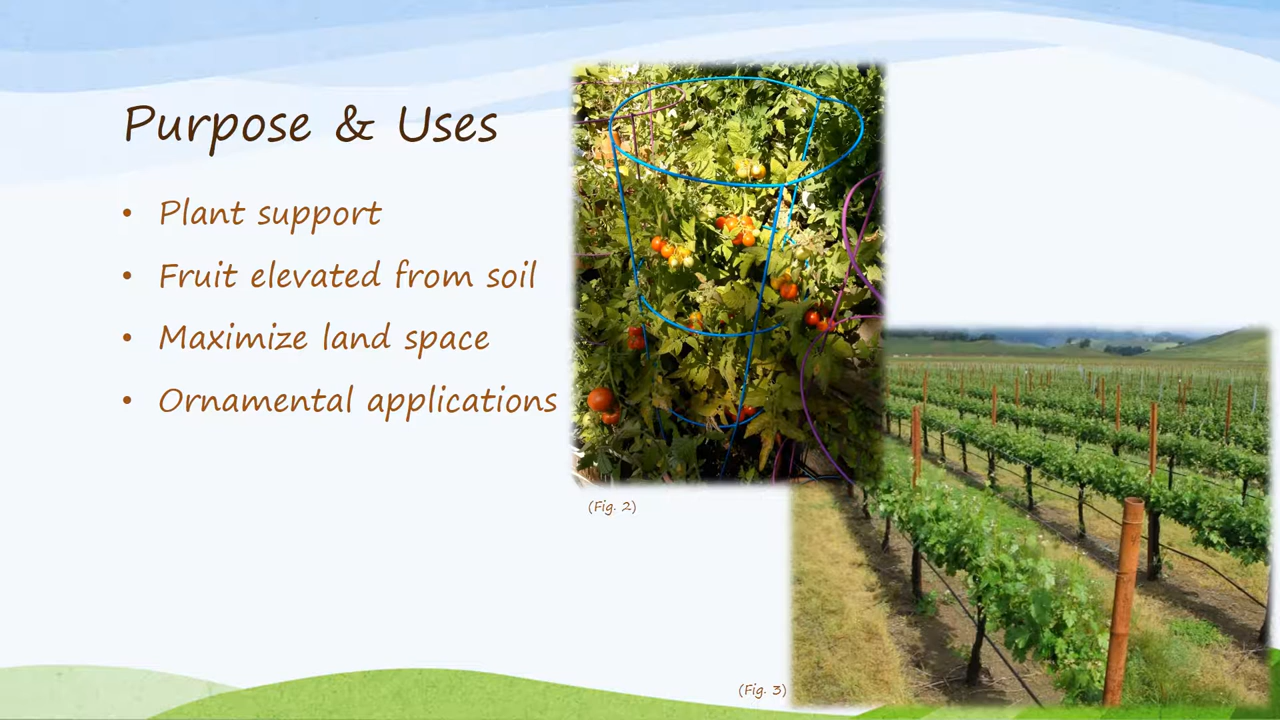 Purpose & Uses
• Plant support
• Fruit elevated from soil
• Maximize land space
• Ornamental applications
(Fig. 2)
(Fig. 3)